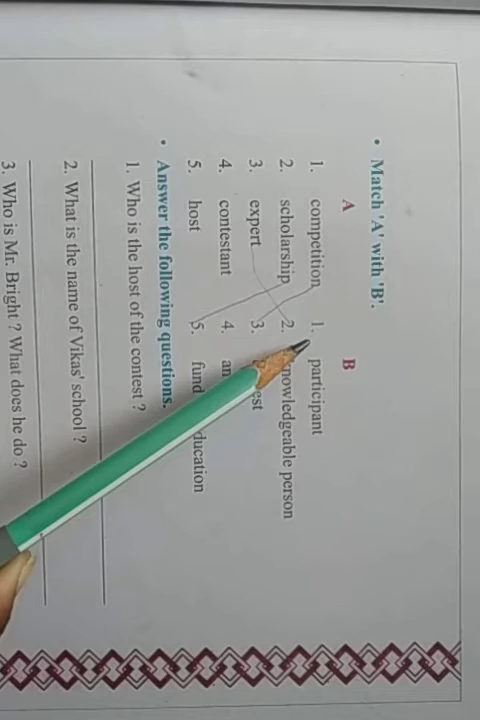 • Match 'A' with 'B'.
A B
1. competition 1. participant
2. scholarship 2. knowledgeable person
3. expert 3.
4. contestant 4.
5. host 5. fund
• Answer the following questions.
1. Who is the host of the contest ?
2. What is the name of Vikas' school ?
3. Who is Mr. Bright ? What does he do ?